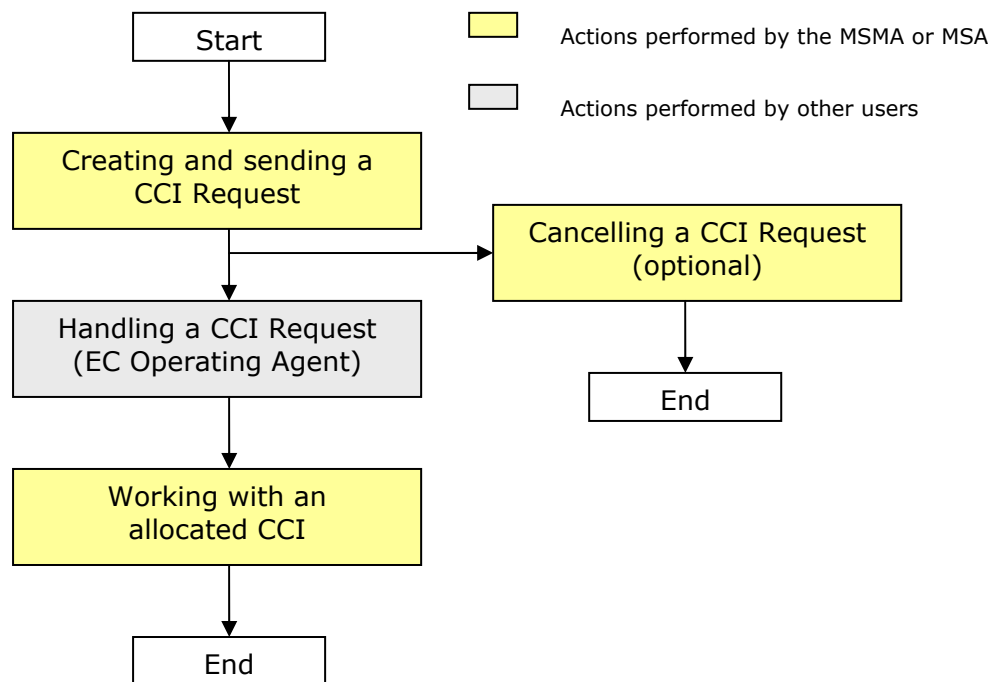 Start
Actions performed by the MSMA or MSA
Actions performed by other users
Creating and sending a
CCI Request
Cancelling a CCI Request
(optional)
Handling a CCI Request
(EC Operating Agent)
End
Working with an
allocated CCI
End